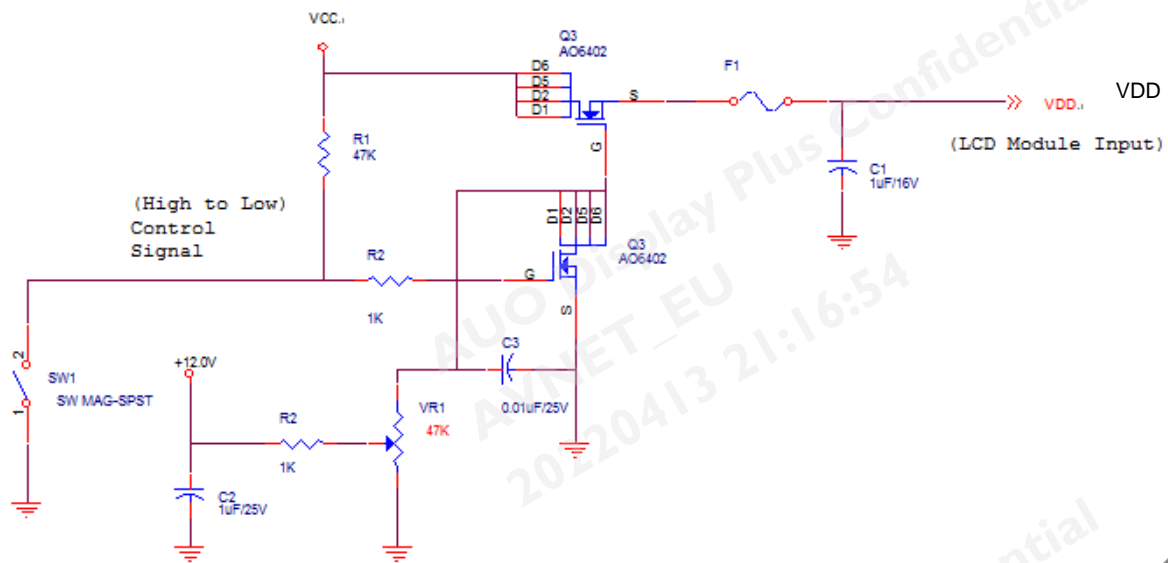 VCC.
Q3
AO6402
D6
D5
D2
D1
S
G
F1
VDD.
VDD
(LCD Module Input)
R1
47K
C1
1uF/16V
(High to Low)
Control
Signal
D1
D2
D5
D6
Q3
AO6402
R2
1K
G
S
2
1
SW1
SW MAG-SPST
+12.0V
C3
0.01uF/25V
R2
1K
VR1
47K
C2
1uF/25V
AUO Display Plus Confidential
AVNET_EU
20220413 21:16:54
ential